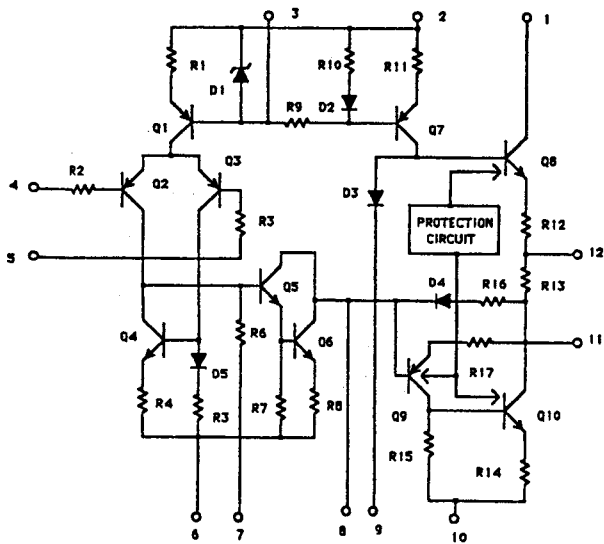 3 2 1
R1 D1 R10 R11
D2
R9
Q1 Q7
R2 Q2 Q3 Q8
4 D3
R3 PROTECTION
CIRCUIT
R12
5 12
Q5 D4 R16 R13
Q4 R6 Q6 11
D5 R17
R4 R3 R7 R8 Q9 Q10
R15 R14
6 7 8 9 10